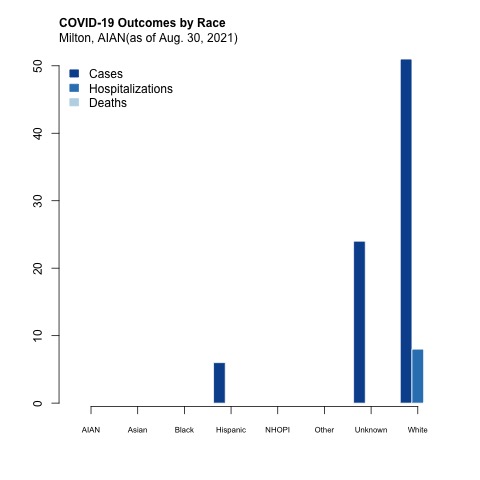 COVID-19 Outcomes by Race
Milton, AIAN(as of Aug. 30, 2021)
Cases
Hospitalizations
Deaths
50
40
30
20
10
0
AIAN Asian Black Hispanic NHOPI Other Unknown White